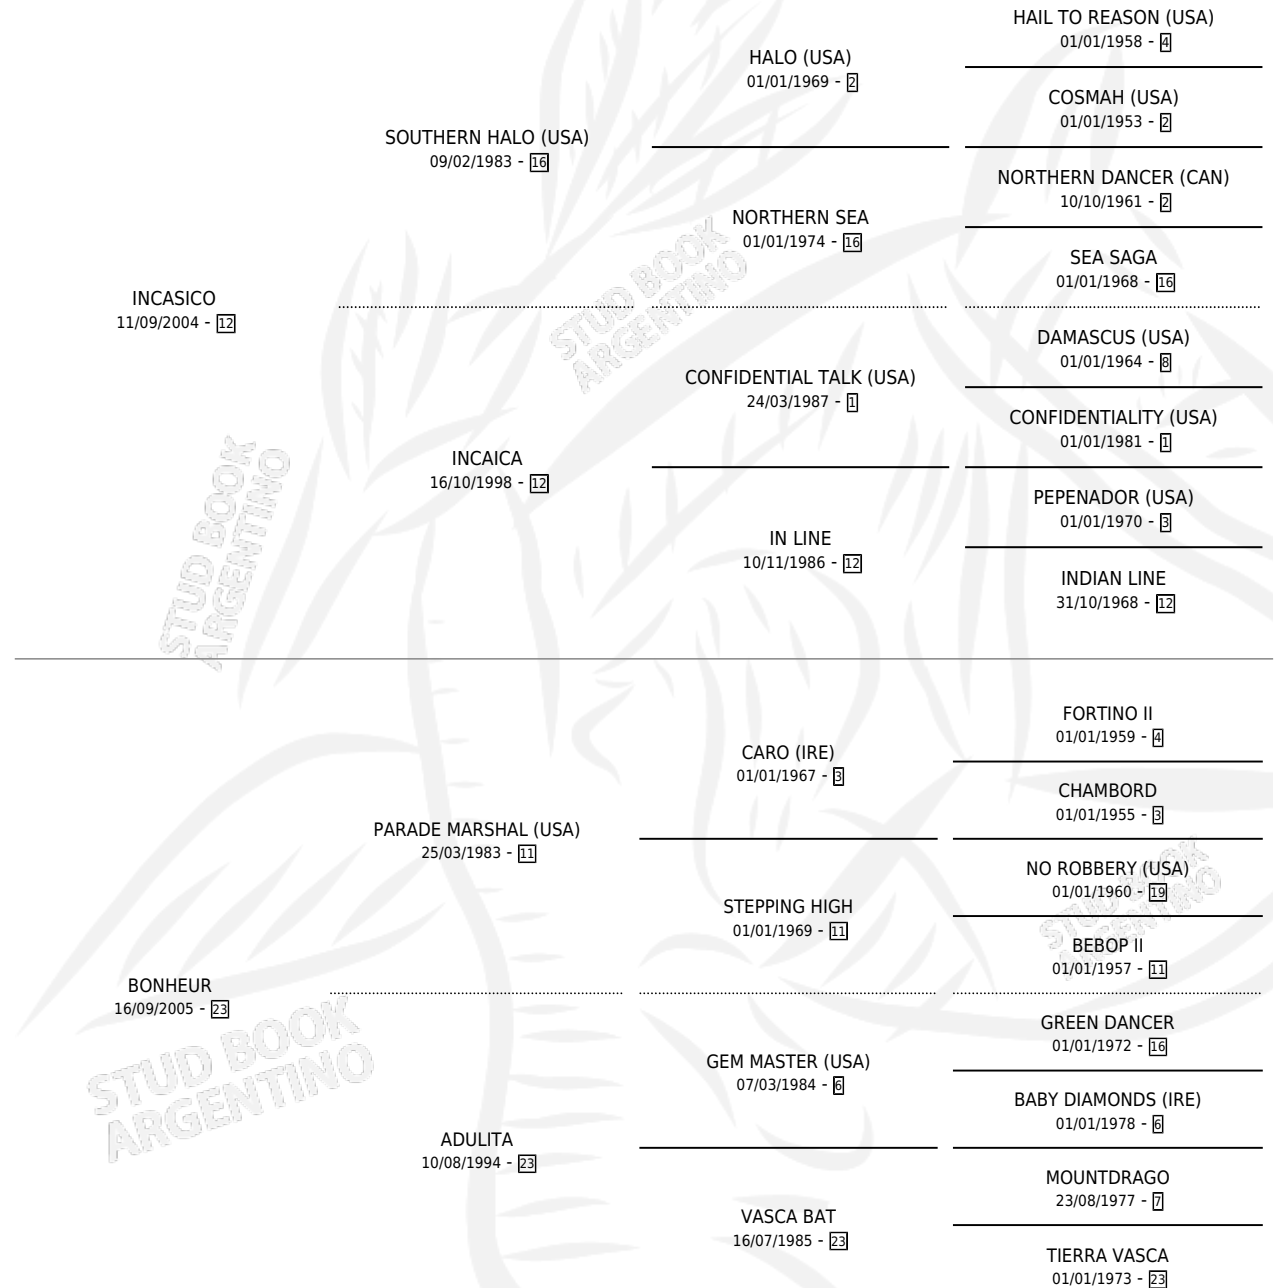 HAIL TO REASON (USA)
01/01/1958 - 4
HALO (USA)
01/01/1969 - 2
COSMAH (USA)
01/01/1953 - 2
SOUTHERN HALO (USA)
09/02/1983 - 16
NORTHERN DANCER (CAN)
10/10/1961 - 2
NORTHERN SEA
01/01/1974 - 16
SEA SAGA
01/01/1968 - 16
INCASICO
11/09/2004 - 12
STUD BOOK
ARGENTINO
DAMASCUS (USA)
01/01/1964 - 8
CONFIDENTIAL TALK (USA)
24/03/1987 - 1
CONFIDENTIALITY (USA)
01/01/1981 - 1
INCAICA
16/10/1998 - 12
PEPENADOR (USA)
01/01/1970 - 3
IN LINE
10/11/1986 - 12
INDIAN LINE
31/10/1968 - 12
STUD BOOK
ARGENTINO
FORTINO II
01/01/1959 - 4
CARO (IRE)
01/01/1967 - 3
CHAMBORD
01/01/1955 - 3
PARADE MARSHAL (USA)
25/03/1983 - 11
NO ROBBERY (USA)
01/01/1960 - 19
STEPPING HIGH
01/01/1969 - 11
STUD BOOK
ARGENTINO
BEBOP II
01/01/1957 - 11
BONHEUR
16/09/2005 - 23
STUD BOOK
ARGENTINO
GREEN DANCER
01/01/1972 - 16
GEM MASTER (USA)
07/03/1984 - 6
BABY DIAMONDS (IRE)
01/01/1978 - 6
ADULITA
10/08/1994 - 23
MOUNTDRAGO
23/08/1977 - 7
VASCA BAT
16/07/1985 - 23
TIERRA VASCA
01/01/1973 - 23